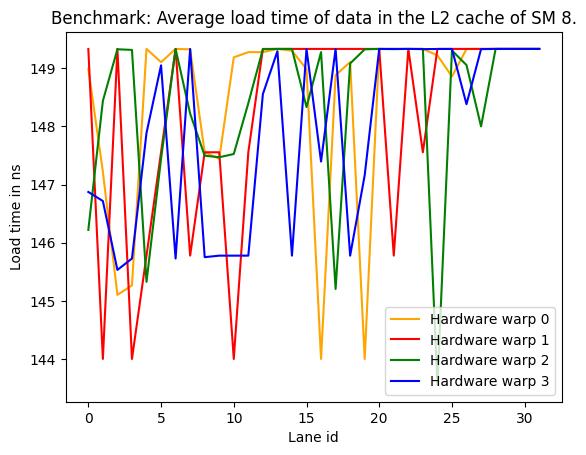 Benchmark: Average load time of data in the L2 cache of SM 8.
Load time in ns
149
148
147
146
145
144
Hardware warp 0
Hardware warp 1
Hardware warp 2
Hardware warp 3
0 5 10 15 20 25 30
Lane id